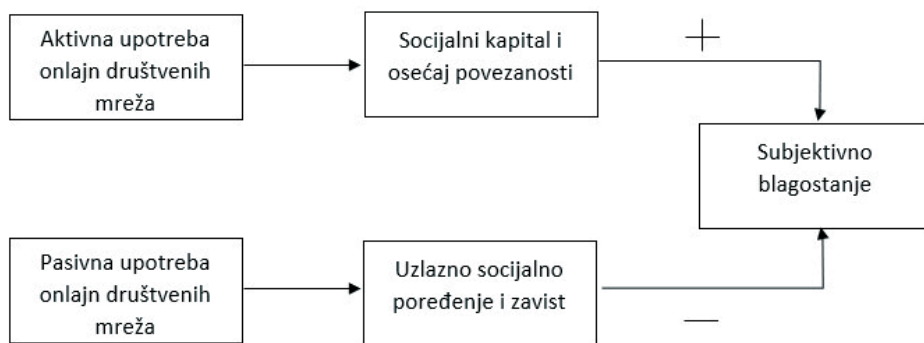 Aktivna upotreba
onlajn društvenih
mreža
Socijalni kapital i
osećaj povezanosti
+
Subjektivno
blagostanje
Pasivna upotreba
onlajn društvenih
mreža
Uzlazno socijalno
poređenje i zavist
—